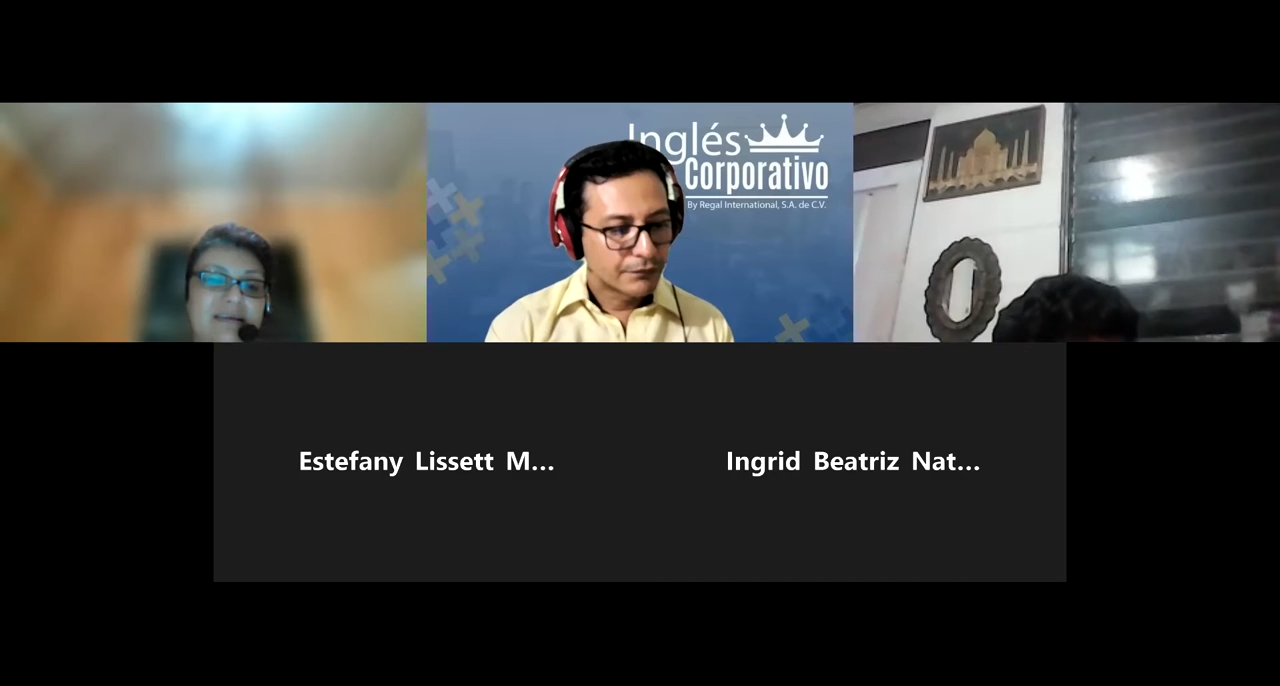 Inglés
Corporativo
By Regal International, S.A. de C.V.
Estefany Lissett M...
Ingrid Beatriz Nat...